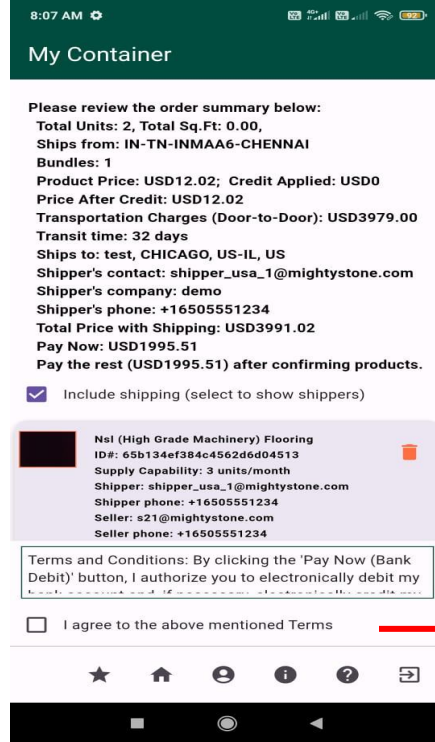 8:07 AM
92
My Container
Please review the order summary below:
Total Units: 2, Total Sq.Ft: 0.00,
Ships from: IN-TN-INMAA6-CHENNAI
Bundles: 1
Product Price: USD12.02; Credit Applied: USD0
Price After Credit: USD12.02
Transportation Charges (Door-to-Door): USD3979.00
Transit time: 32 days
Ships to: test, CHICAGO, US-IL, US
Shipper's contact: shipper_usa_1@mightystone.com
Shipper's company: demo
Shipper's phone: +16505551234
Total Price with Shipping: USD3991.02
Pay Now: USD1995.51
Pay the rest (USD1995.51) after confirming products.
Include shipping (select to show shippers)
Nsl (High Grade Machinery) Flooring
ID#: 65b134ef384c4562d6d04513
Supply Capability: 3 units/month
Shipper: shipper_usa_1@mightystone.com
Shipper phone: +16505551234
Seller: s21@mightystone.com
Seller phone: +16505551234
Terms and Conditions: By clicking the 'Pay Now (Bank
Debit)' button, I authorize you to electronically debit my
I agree to the above mentioned Terms